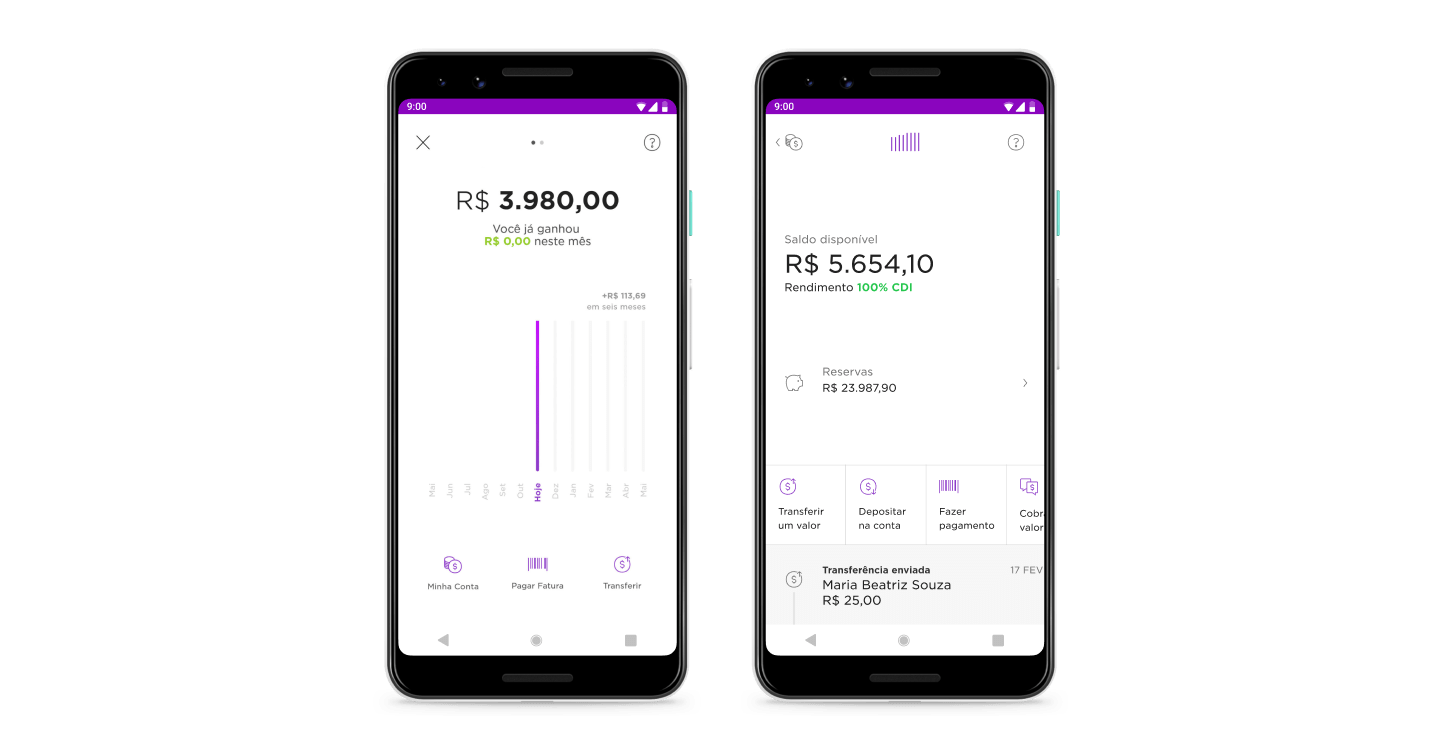 9:00
R$ 3.980,00
Você já ganhou
R$ 0,00 neste mês
+R$ 113,69
em seis meses
Mai
Jun
Jul
Ago
Set
Out
Hoje
Dez
Jan
Fev
Mar
Abr
Mai
Minha Conta
Pagar Fatura
Transferir
9:00
Saldo disponível
R$ 5.654,10
Rendimento 100% CDI
Reservas
R$ 23.987,90
Transferir
um valor
Depositar
na conta
Fazer
pagamento
Cobr
valor
Transferência enviada
17 FEV
Maria Beatriz Souza
R$ 25,00